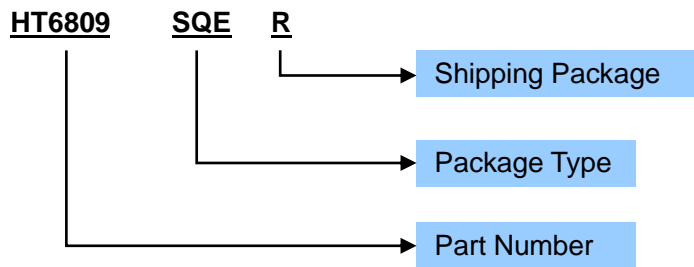 HT6809 SQE R
Shipping Package
Package Type
Part Number